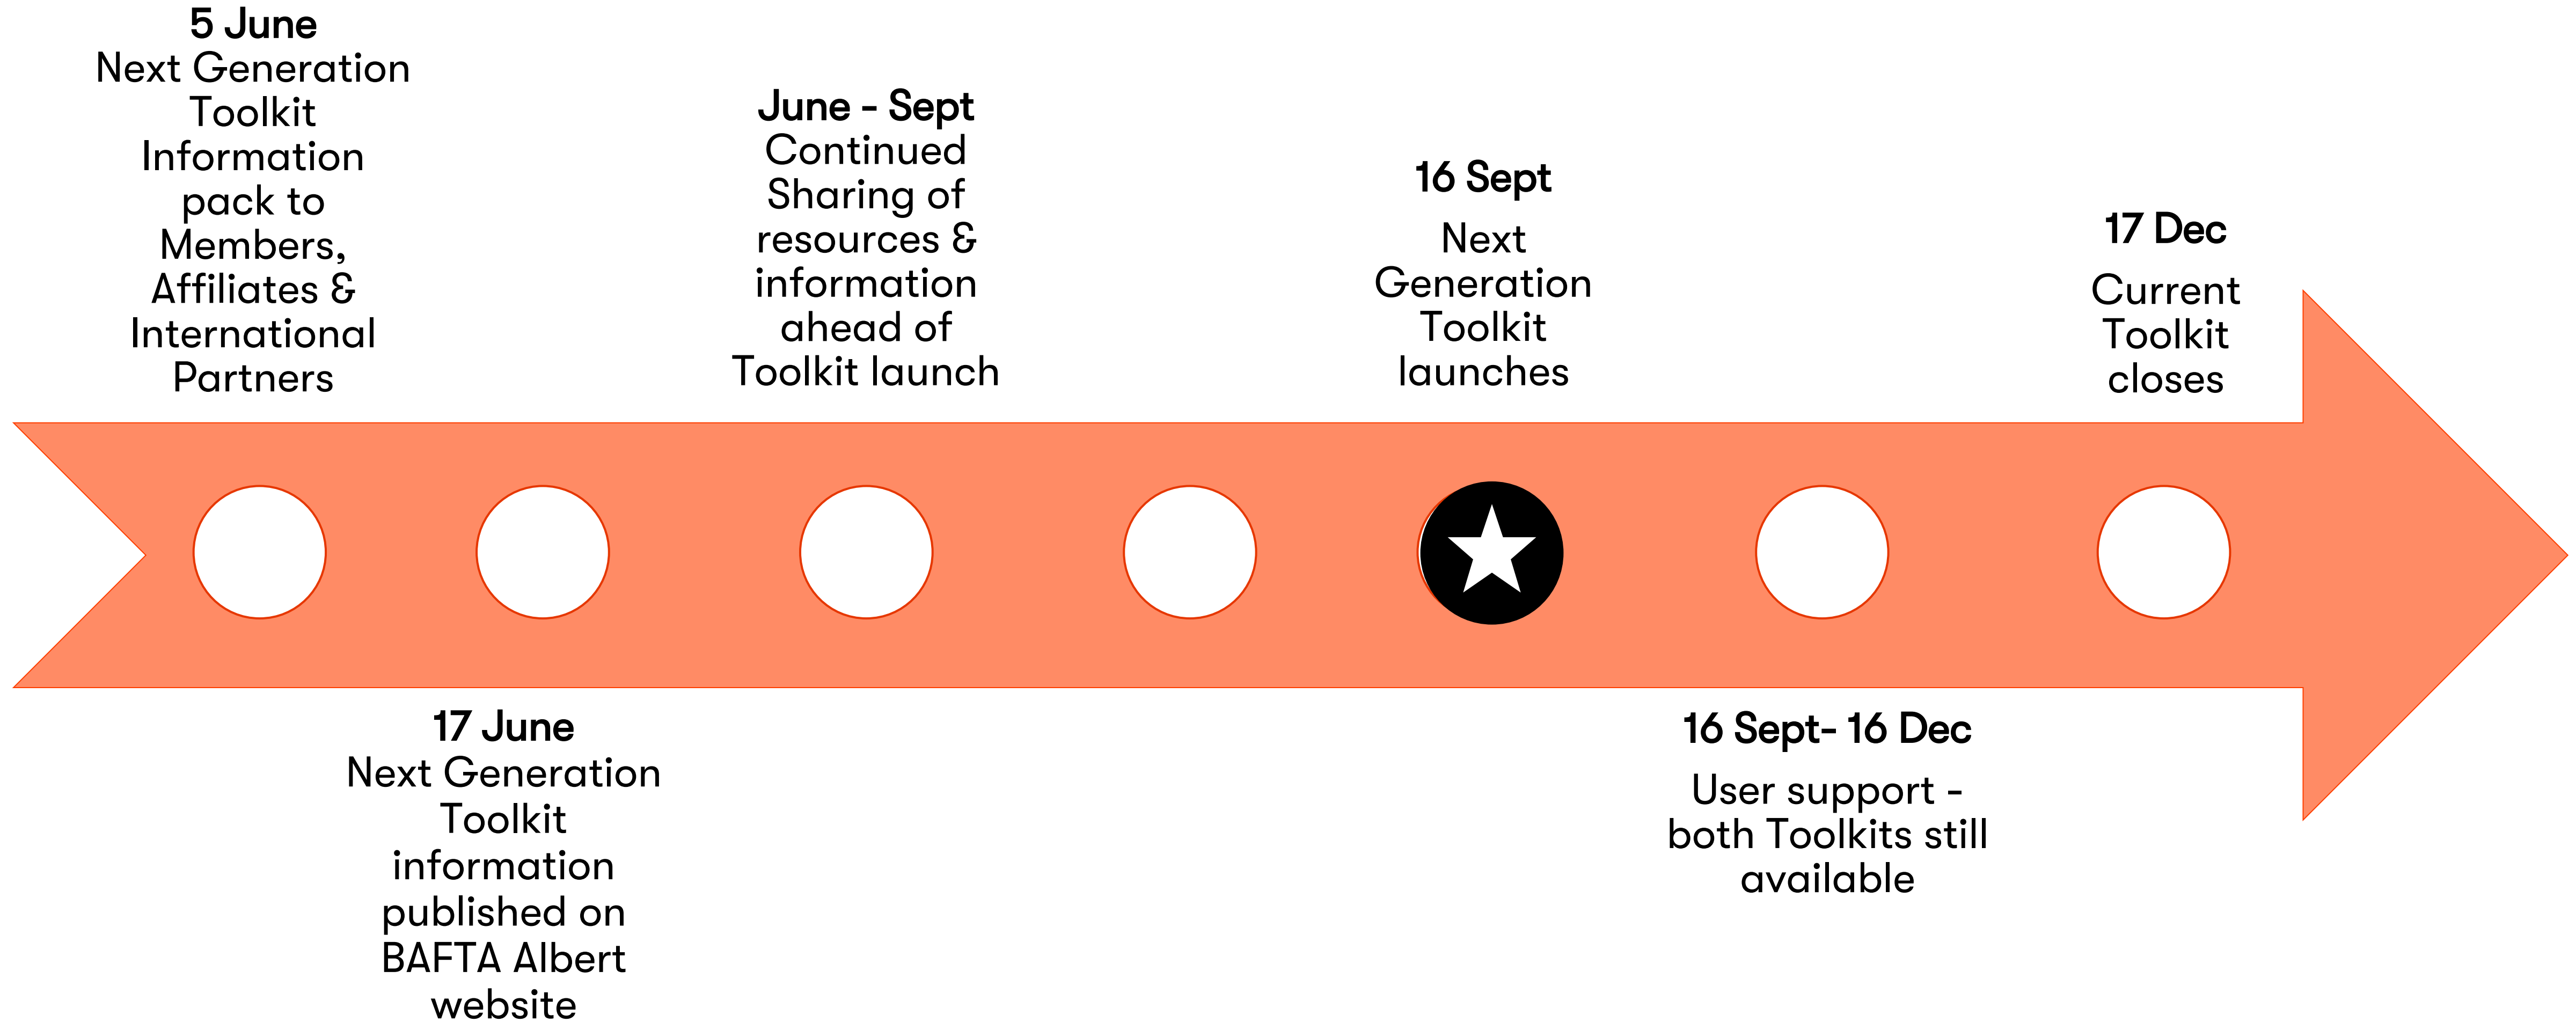 5 June
Next Generation
Toolkit
Information
pack to
Members,
Affiliates &
International
Partners
June - Sept
Continued
Sharing of
resources &
information
ahead of
Toolkit launch
16 Sept
Next
Generation
Toolkit
launches
17 Dec
Current
Toolkit
closes
17 June
Next Generation
Toolkit
information
published on
BAFTA Albert
website
16 Sept- 16 Dec
User support -
both Toolkits still
available